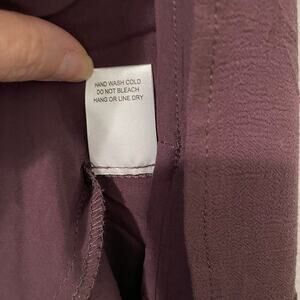 HAND WASH COLD
DO NOT BLEACH
HANG OR LINE DRY